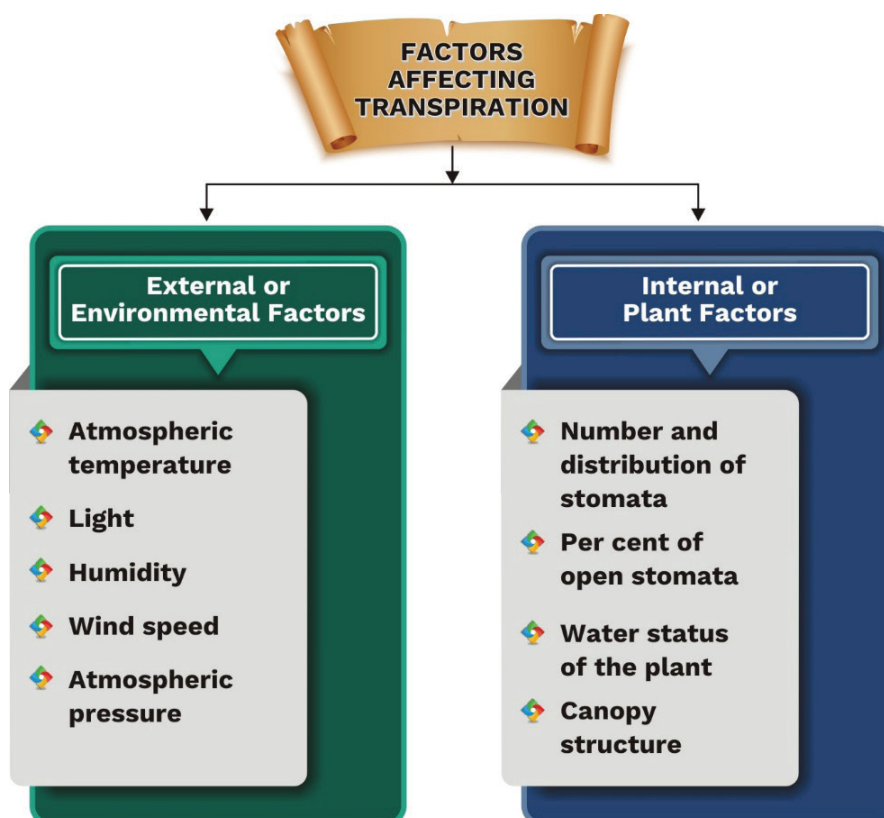 FACTORS
AFFECTING
TRANSPIRATION
External or
Environmental Factors
Atmospheric
temperature
Light
Humidity
Wind speed
Atmospheric
pressure
Internal or
Plant Factors
Number and
distribution of
stomata
Per cent of
open stomata
Water status
of the plant
Canopy
structure